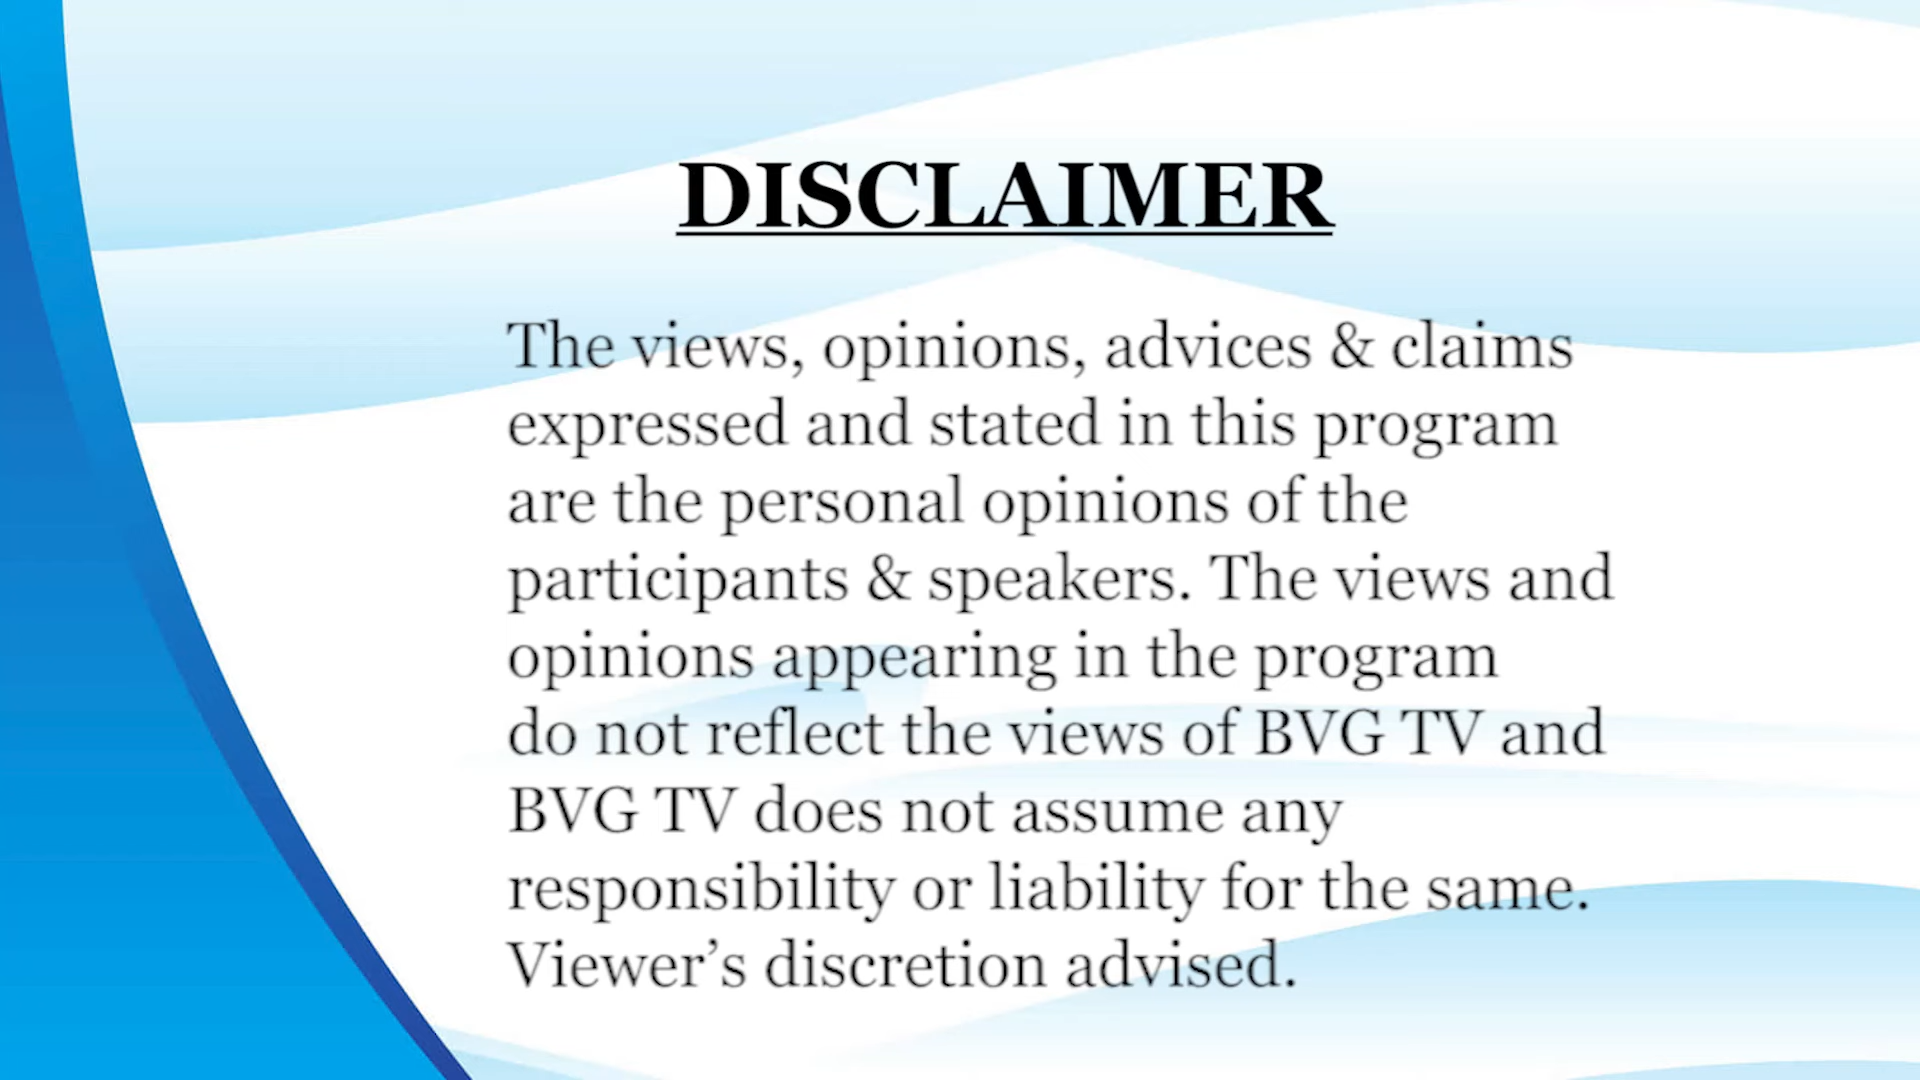 DISCLAIMER
The views, opinions, advices & claims
expressed and stated in this program
are the personal opinions of the
participants & speakers. The views and
opinions appearing in the program
do not reflect the views of BVG TV and
BVG TV does not assume any
responsibility or liability for the same.
Viewer’s discretion advised.